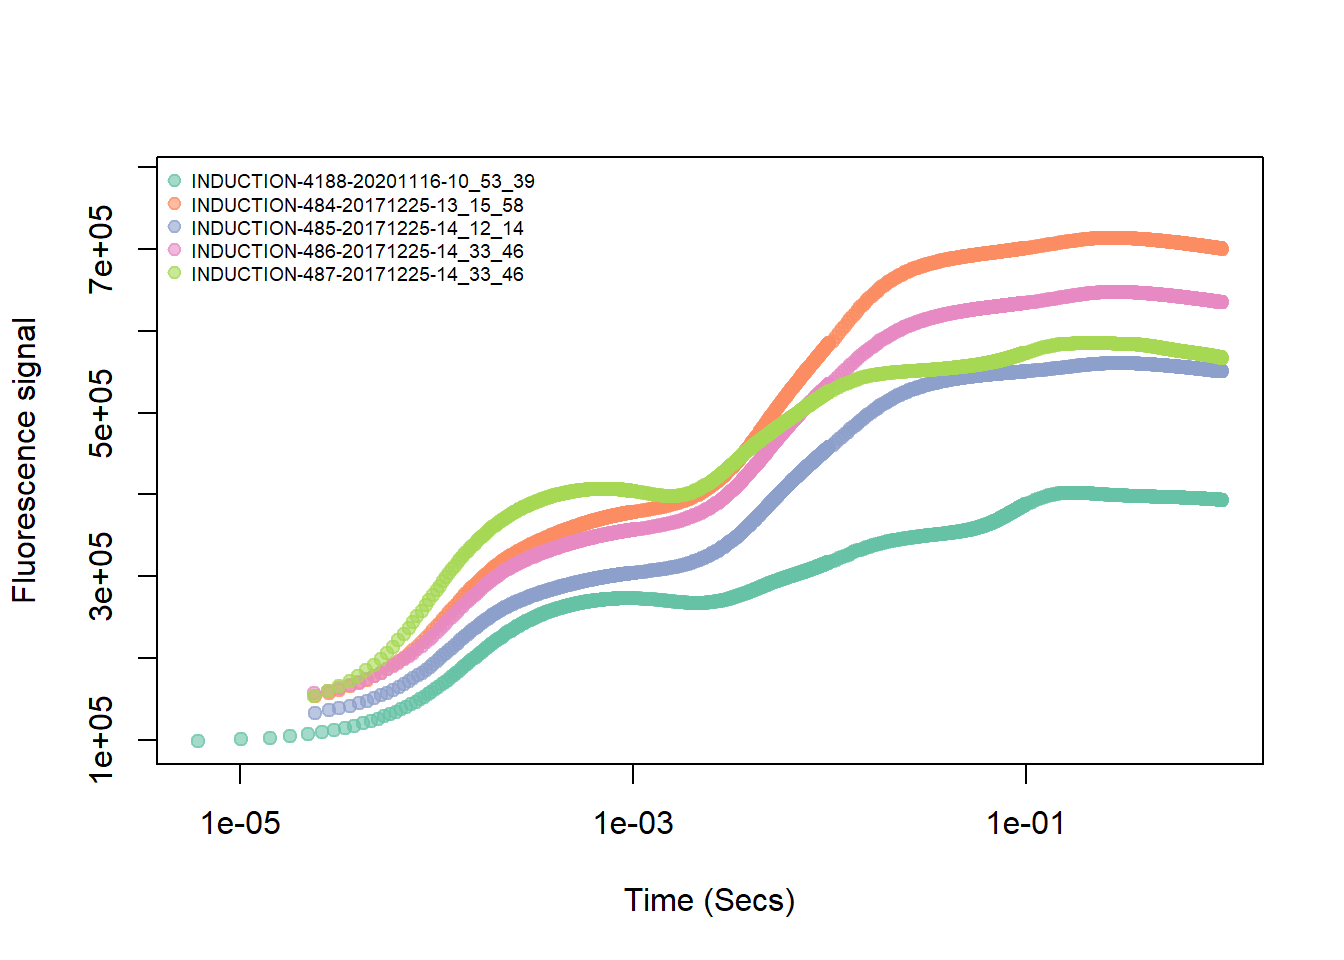 INDUCTION-4188-20201116-10_53_39
INDUCTION-484-20171225-13_15_58
INDUCTION-485-20171225-14_12_14
INDUCTION-486-20171225-14_33_46
INDUCTION-487-20171225-14_33_46
Fluorescence signal
7e+05
5e+05
3e+05
1e+05
1e-05
1e-03
1e-01
Time (Secs)